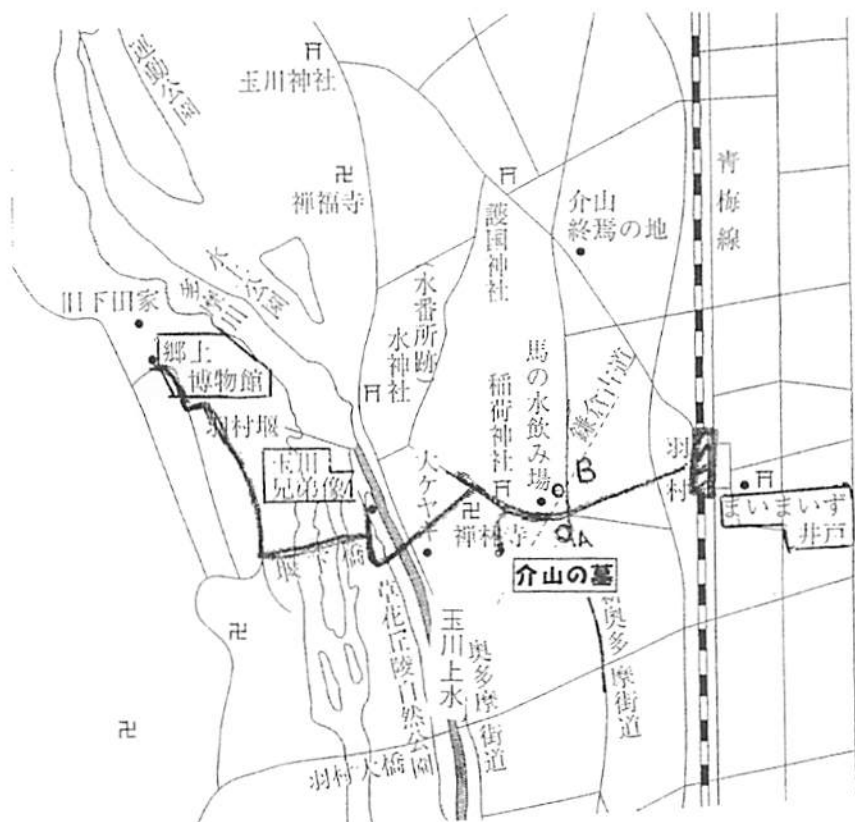 玉川神社
禅福寺
護国神社
介山
終焉の地
青梅線
水上公園
旧下田家
郷土
博物館
(水番所跡)
水神社
羽村堰
玉川
兄弟像
大ケヤキ
稲荷神社
馬の水飲み場
鎌倉古道
B
羽村
禅林寺
A
まいまいず
井戸
介山の墓
草花丘陵自然公園
玉川上水
奥多摩街道
新奥多摩街道
羽村大橋